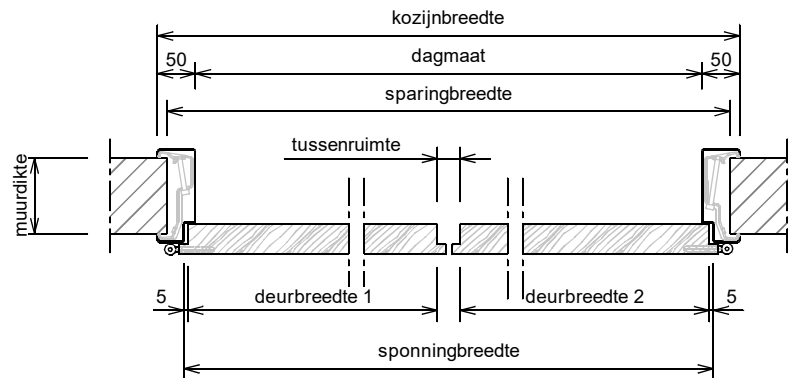 kozijnbreedte
50 dagmaat 50
sparingbreedte
tussenruimte
muurdikte
5 deurbreedte 1 deurbreedte 2 5
sponningbreedte